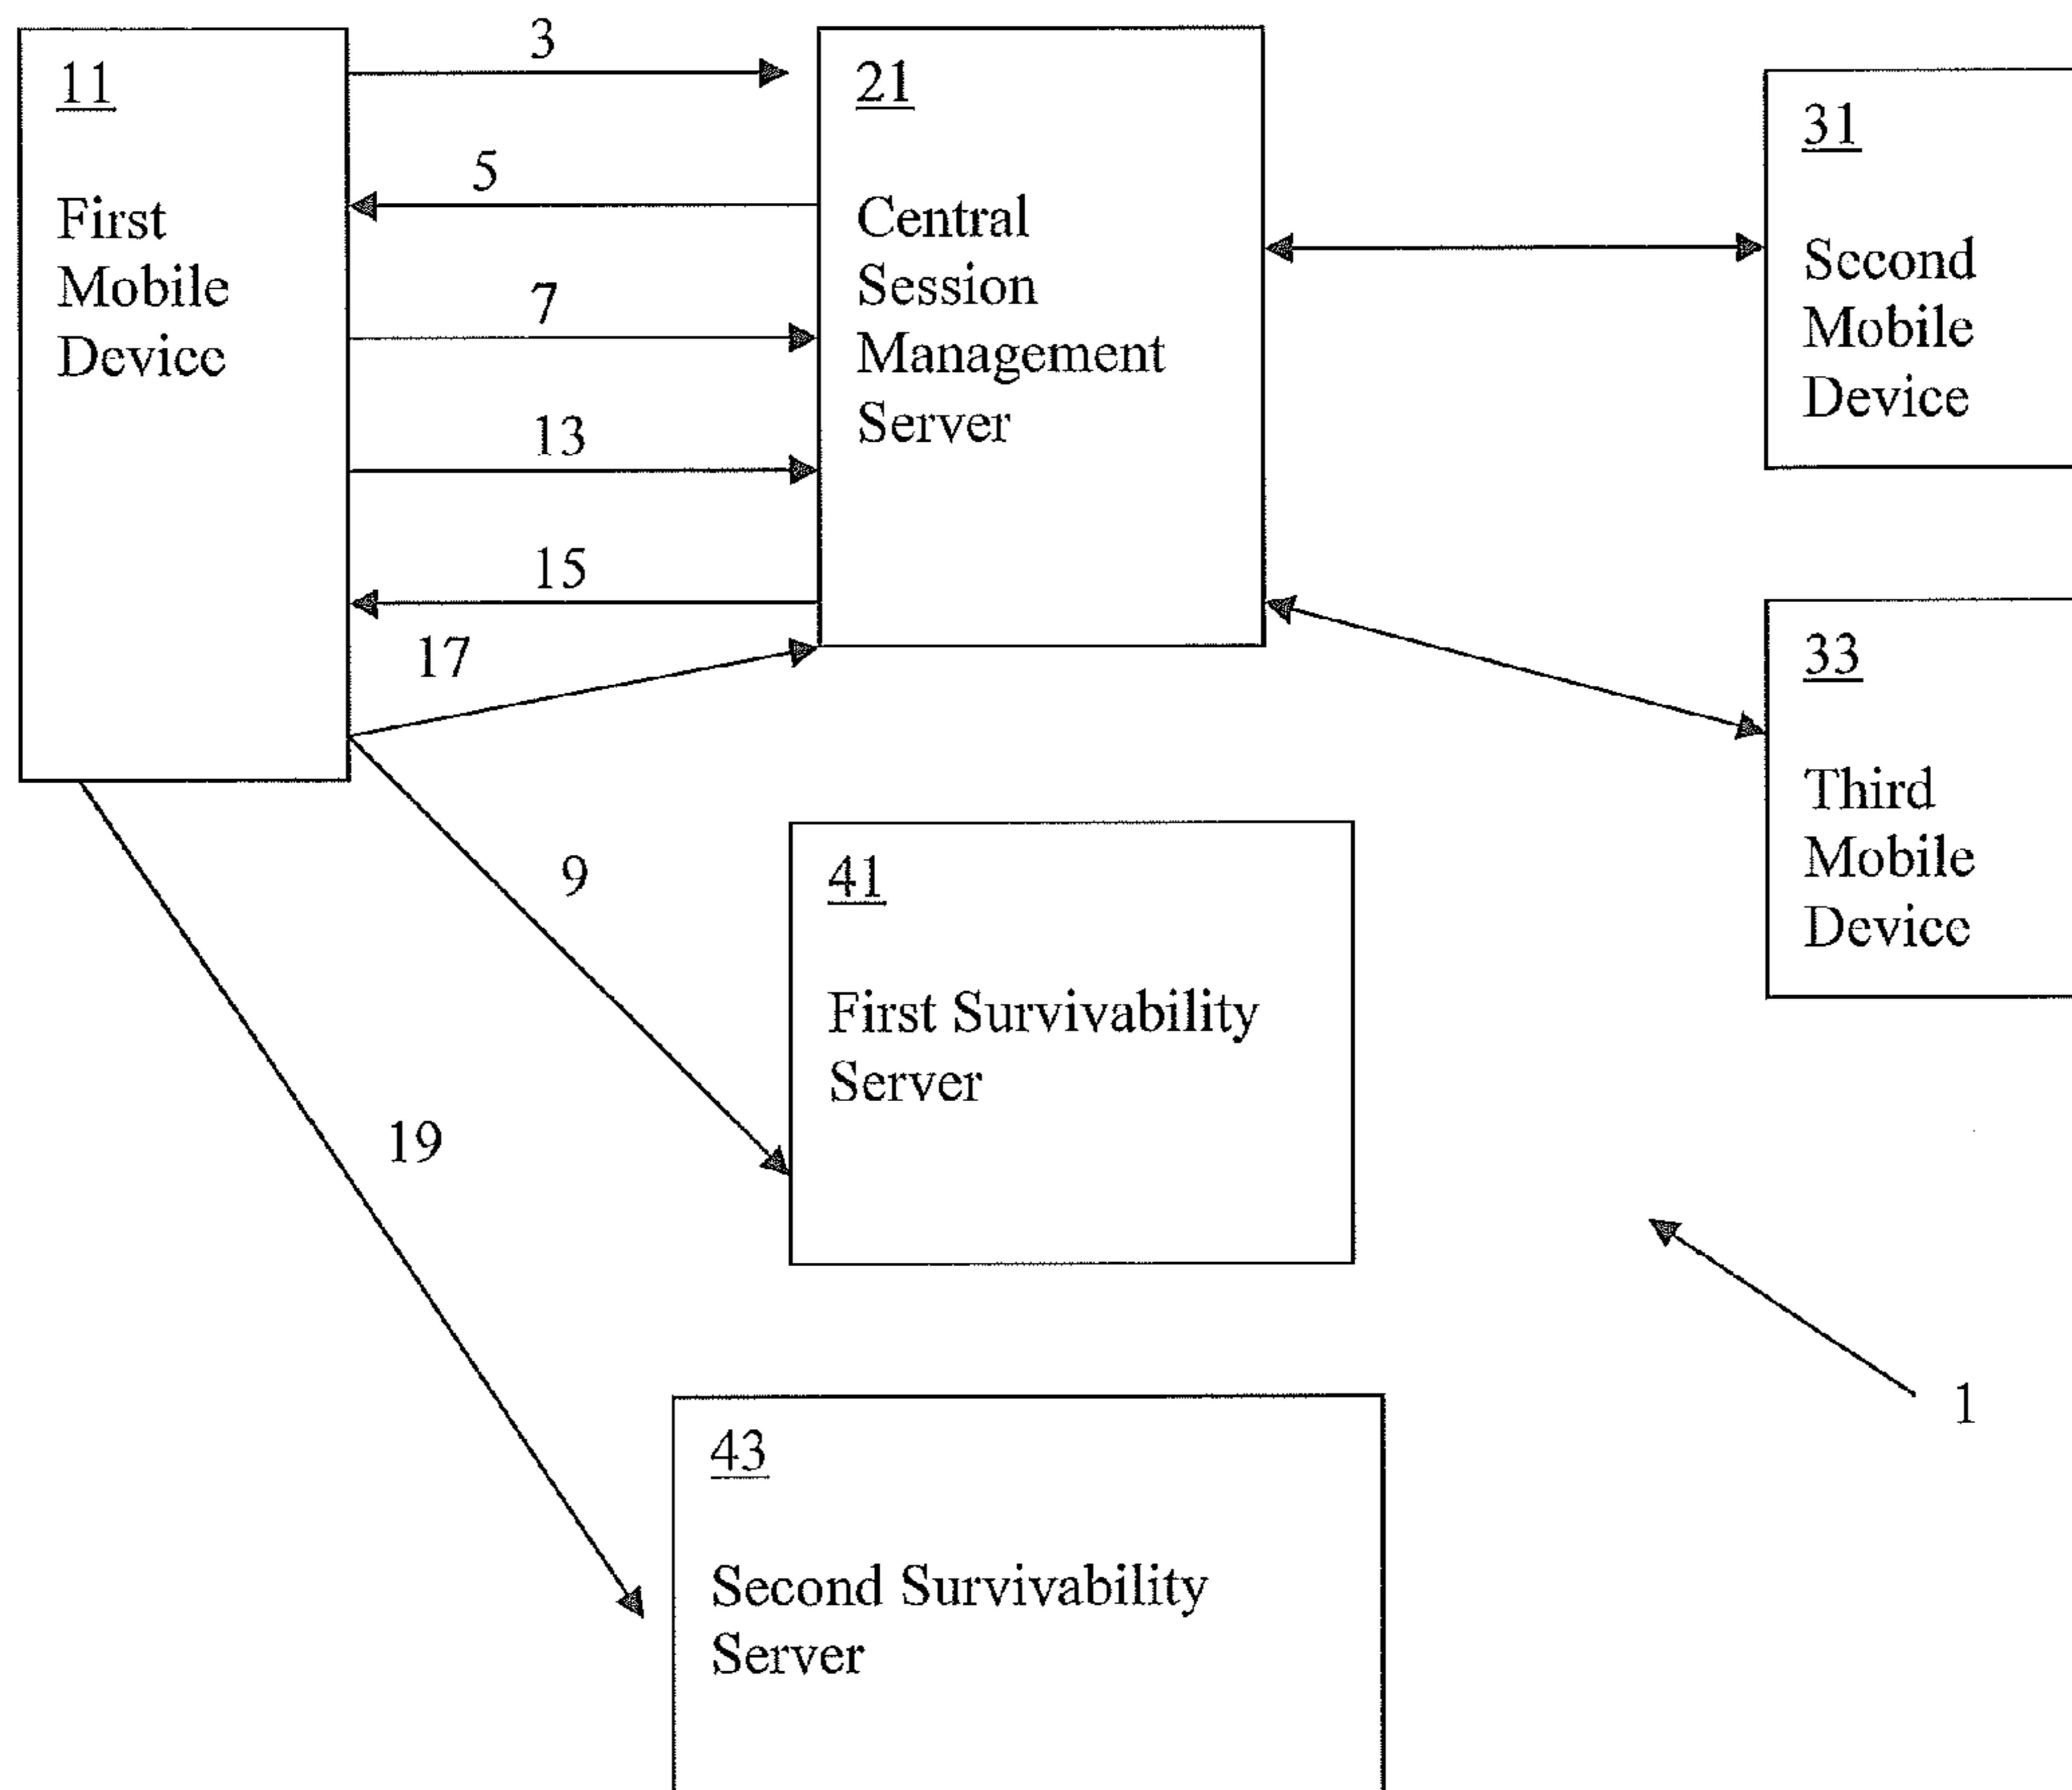 11
First
Mobile
Device
3
5
7
13
15
17
9
19
21
Central
Session
Management
Server
31
Second
Mobile
Device
33
Third
Mobile
Device
41
First Survivability
Server
43
Second Survivability
Server
1